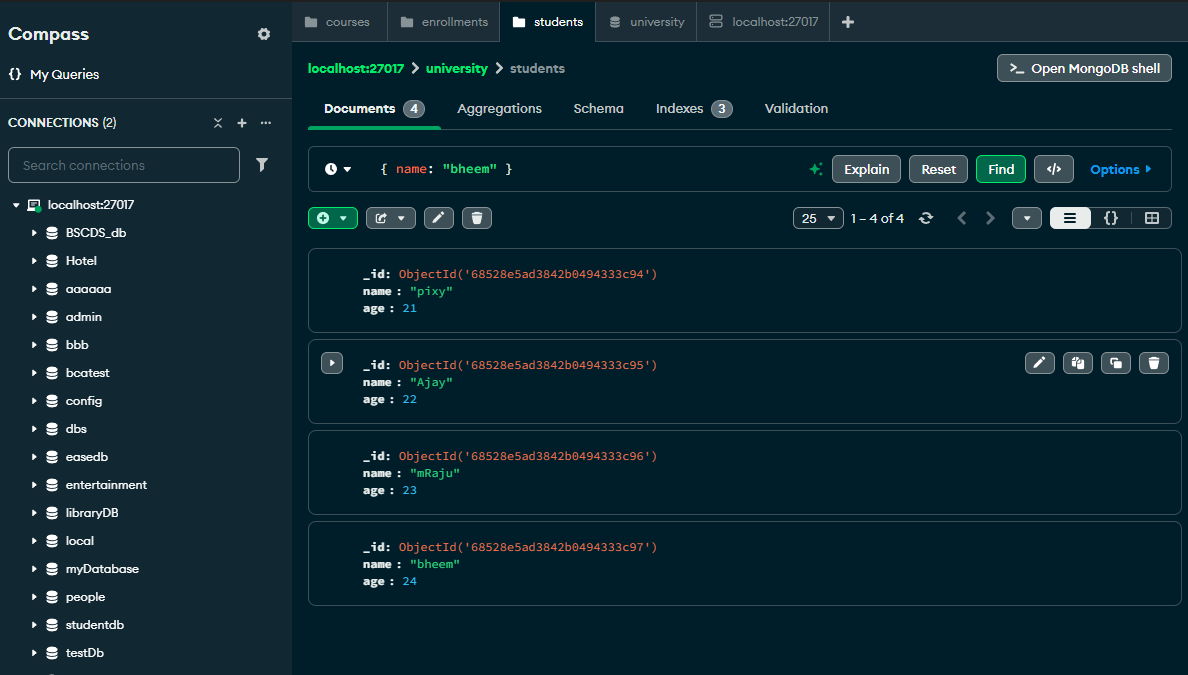 Compass
My Queries
CONNECTIONS (2)
Search connections
localhost:27017
BSCDS_db
Hotel
aaaaaa
admin
bbb
bcatest
config
dbs
easedb
entertainment
libraryDB
local
myDatabase
people
studentdb
testDb
courses
enrollments
students
university
localhost:27017
localhost:27017 > university > students
>_ Open MongoDB shell
Documents 4 Aggregations Schema Indexes 3 Validation
{ name: "bheem" }
Explain Reset Find </> Options
25 1 – 4 of 4 {}
_id: ObjectId('68528e5ad3842b0494333c94')
name : "pixy"
age : 21
_id: ObjectId('68528e5ad3842b0494333c95')
name : "Ajay"
age : 22
_id: ObjectId('68528e5ad3842b0494333c96')
name : "mRaju"
age : 23
_id: ObjectId('68528e5ad3842b0494333c97')
name : "bheem"
age : 24